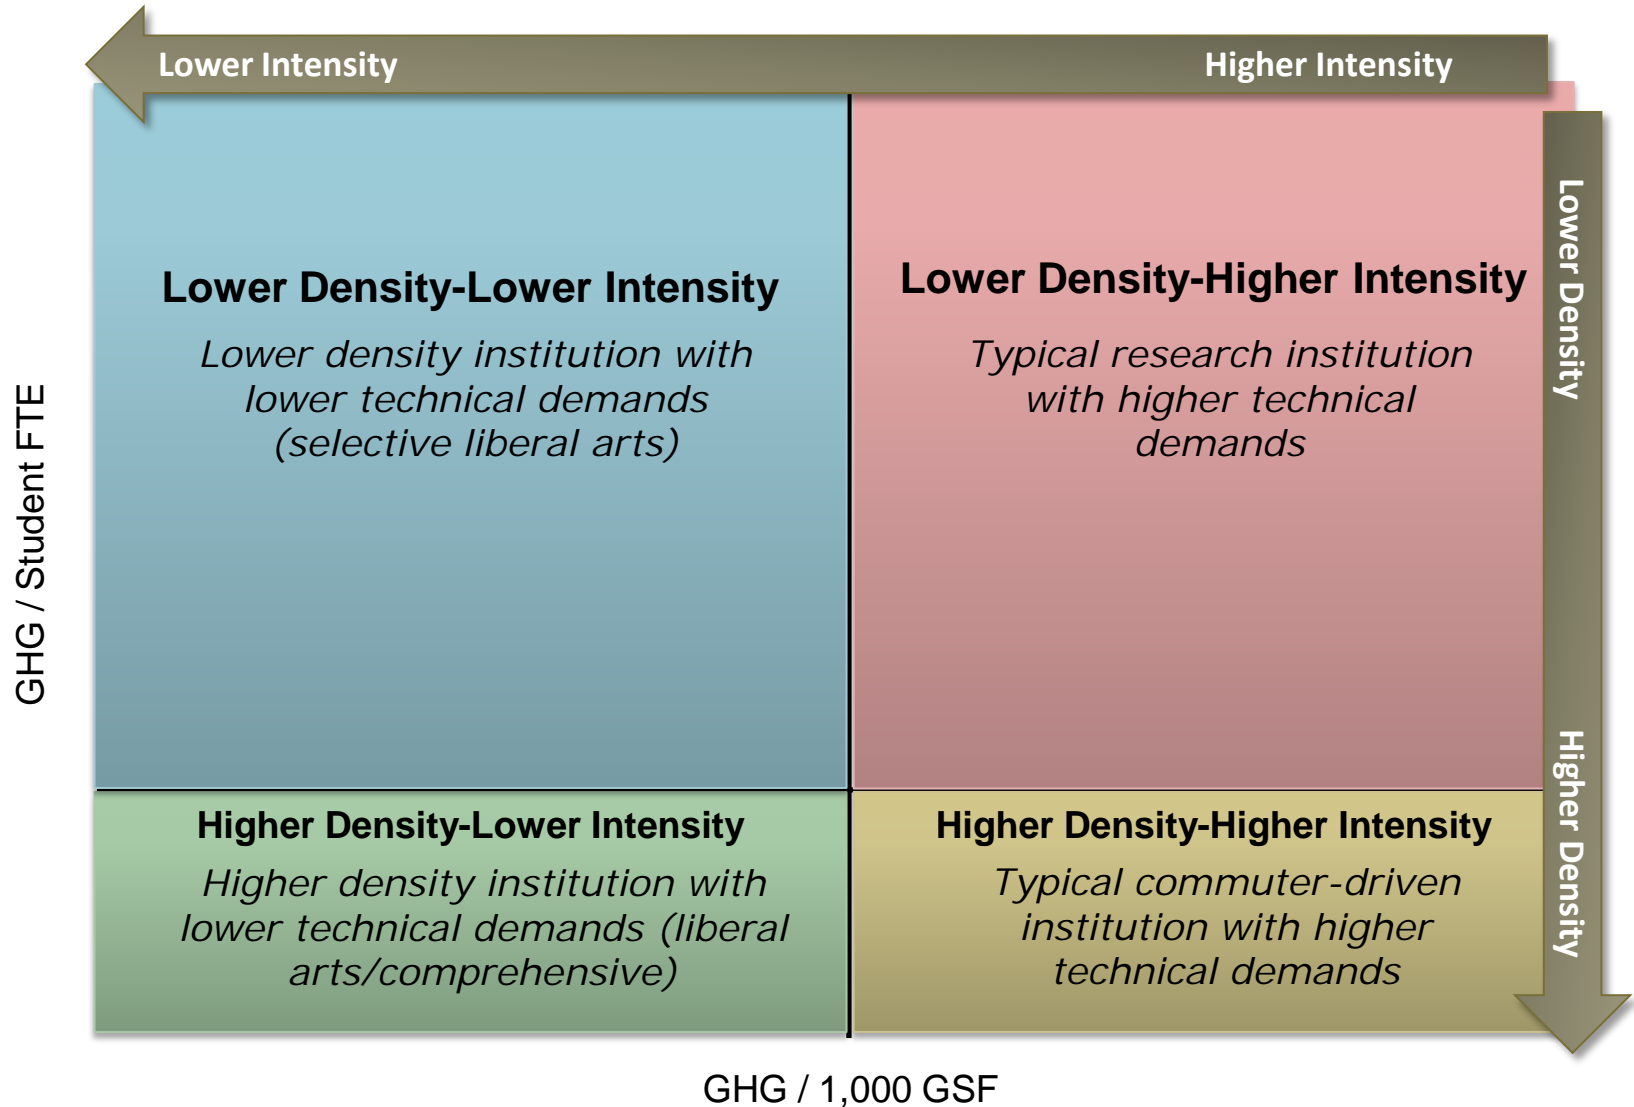 Lower Intensity
Higher Intensity
Lower Density-Lower Intensity
Lower density institution with
lower technical demands
(selective liberal arts)
Lower Density-Higher Intensity
Typical research institution
with higher technical
demands
Lower Density
GHG / Student FTE
Higher Density-Lower Intensity
Higher density institution with
lower technical demands (liberal
arts/comprehensive)
Higher Density-Higher Intensity
Typical commuter-driven
institution with higher
technical demands
Higher Density
GHG / 1,000 GSF